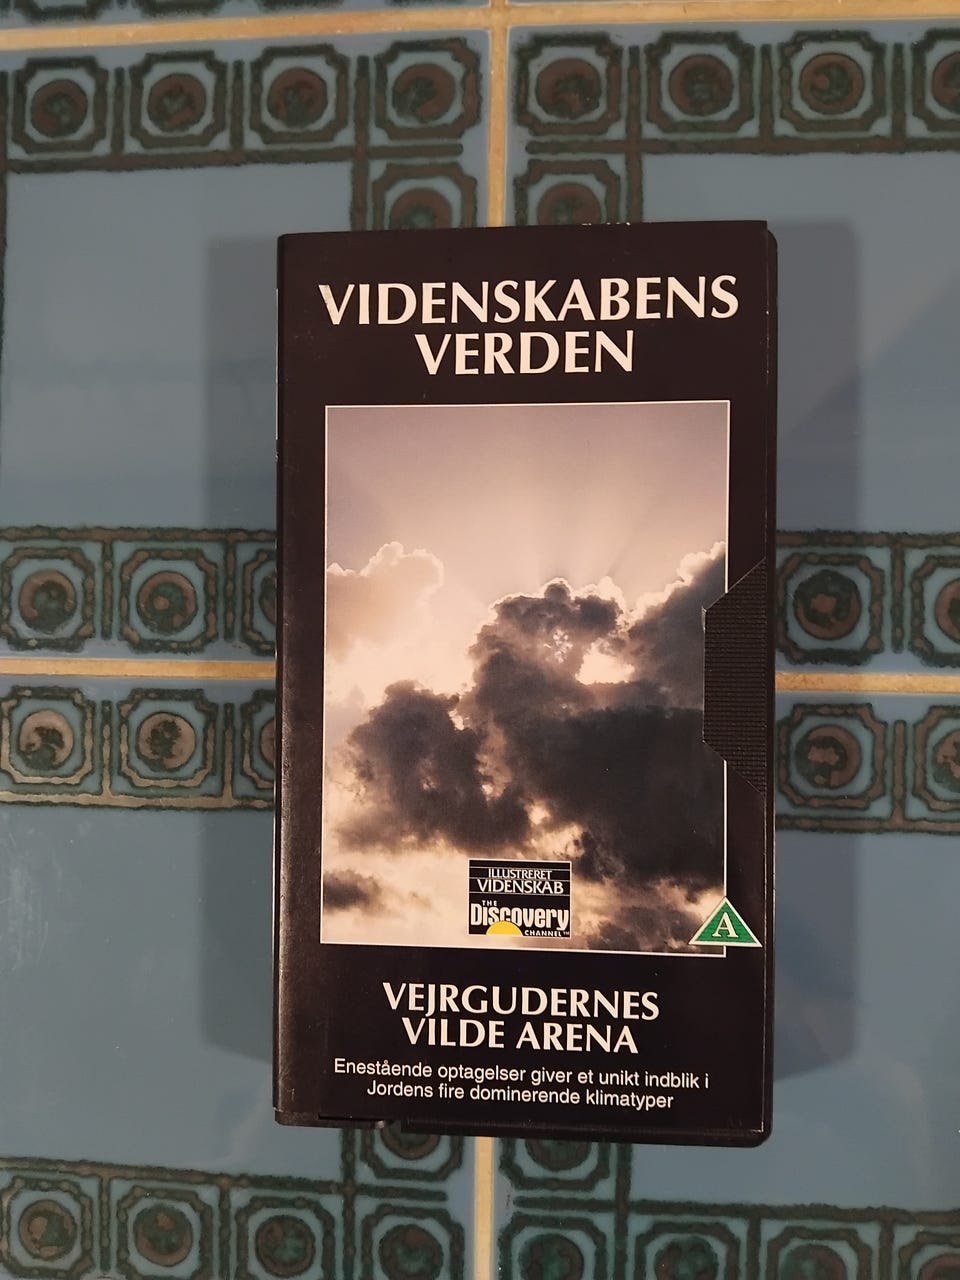 VIDENSKABENS
VERDEN
ILLUSTRERET
VIDENSKAB
THE
Discovery
CHANNEL™
A
VEJRGUDERNES
VILDE ARENA
Enestående optagelser giver et unikt indblik i
Jordens fire dominerende klimatyper